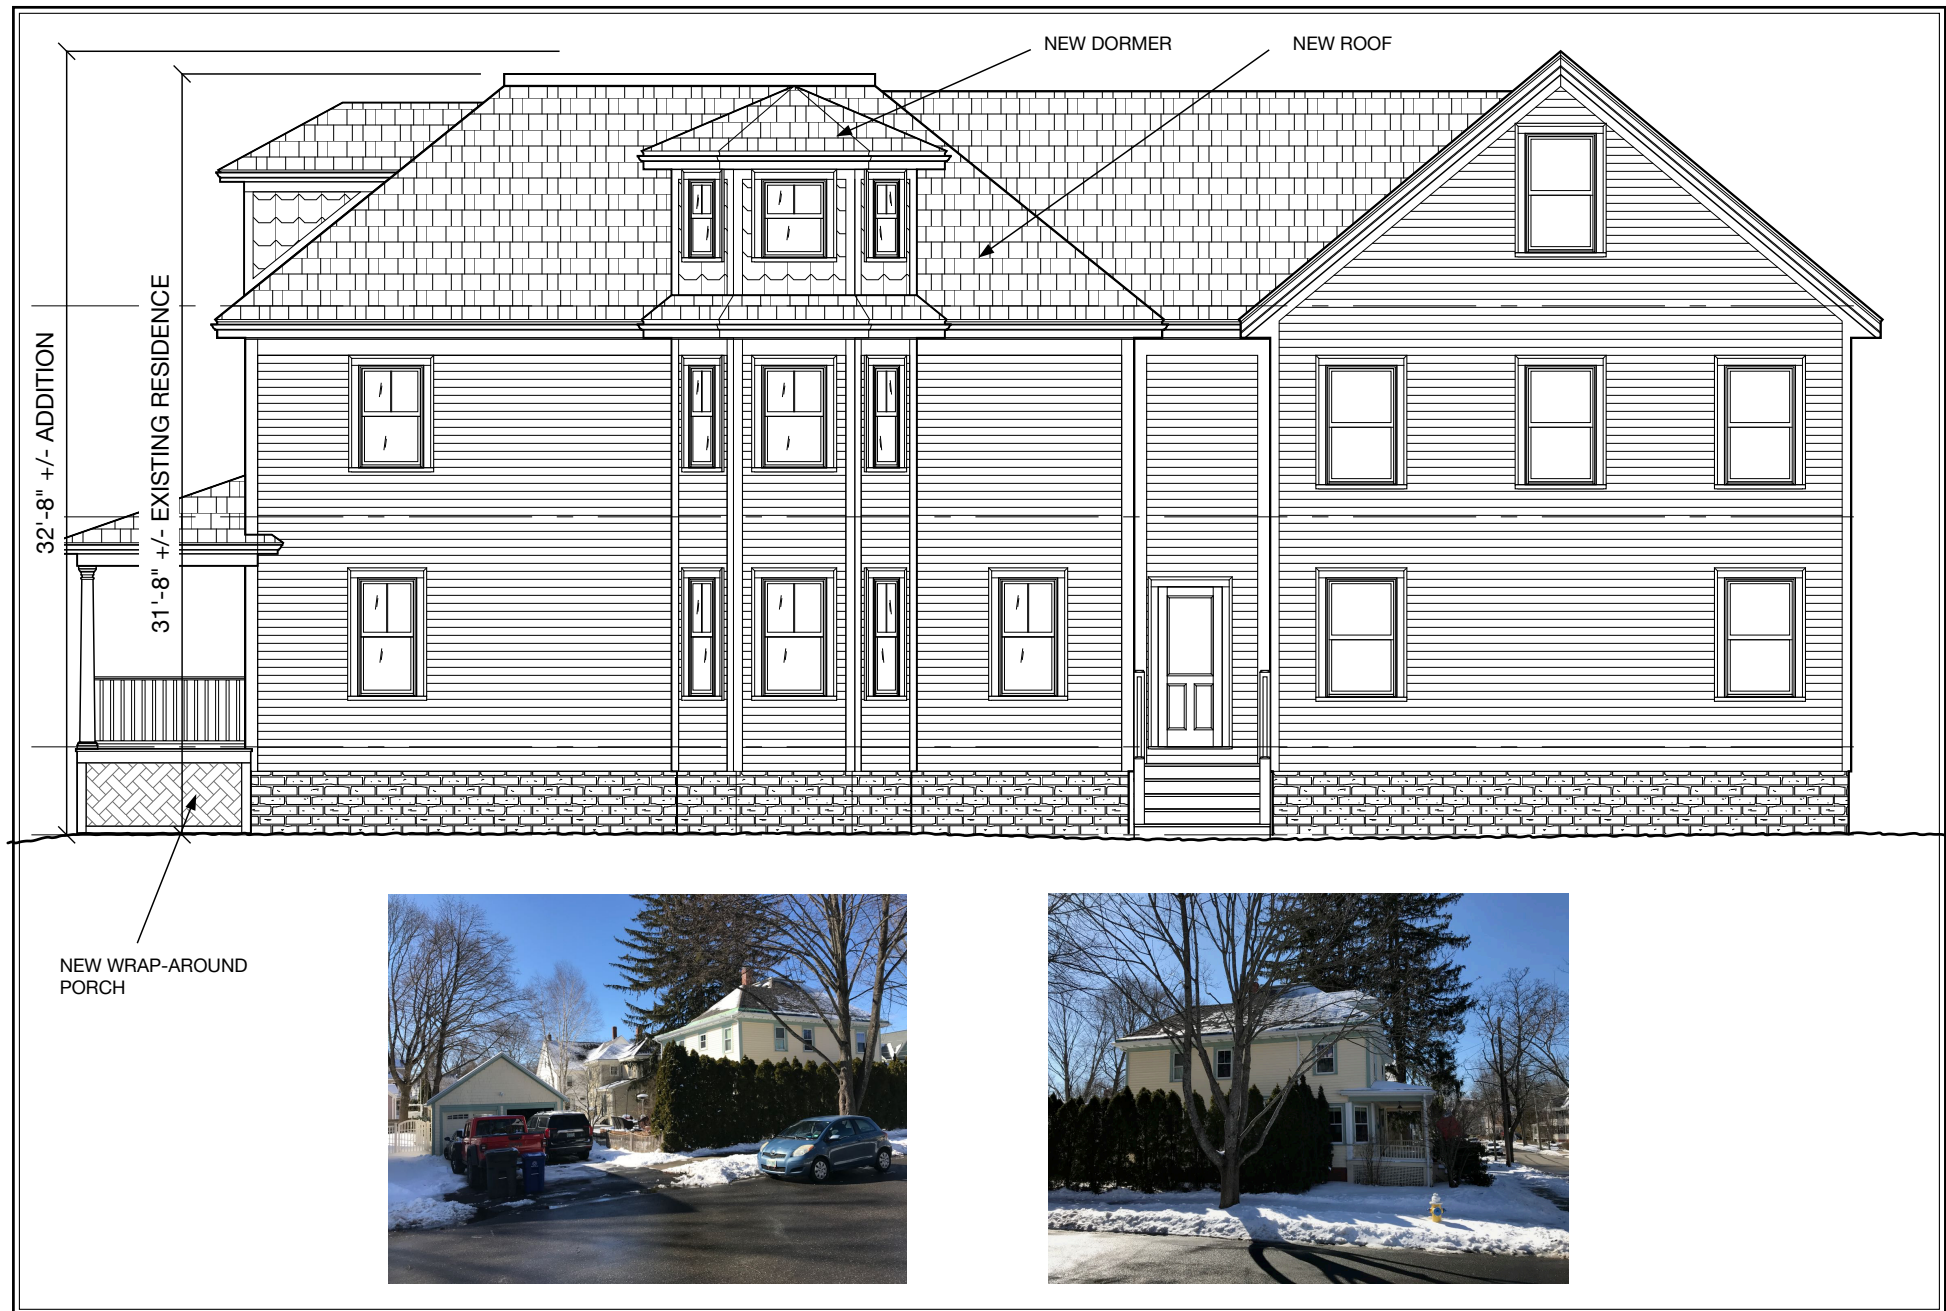 NEW DORMER
NEW ROOF
32'-8" +/- ADDITION
31'-8" +/- EXISTING RESIDENCE
NEW WRAP-AROUND
PORCH